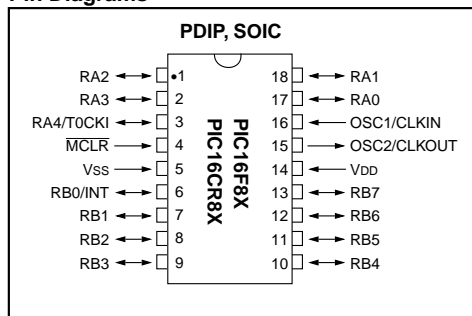 Pin Diagrams
PDIP, SOIC
RA2 •1 18 RA1
RA3 2 17 RA0
RA4/T0CKI 3 16 OSC1/CLKIN
MCLR 4 15 OSC2/CLKOUT
VSS 5 14 VDD
RB0/INT 6 13 RB7
RB1 7 12 RB6
RB2 8 11 RB5
RB3 9 10 RB4
PIC16F8X
PIC16CR8X